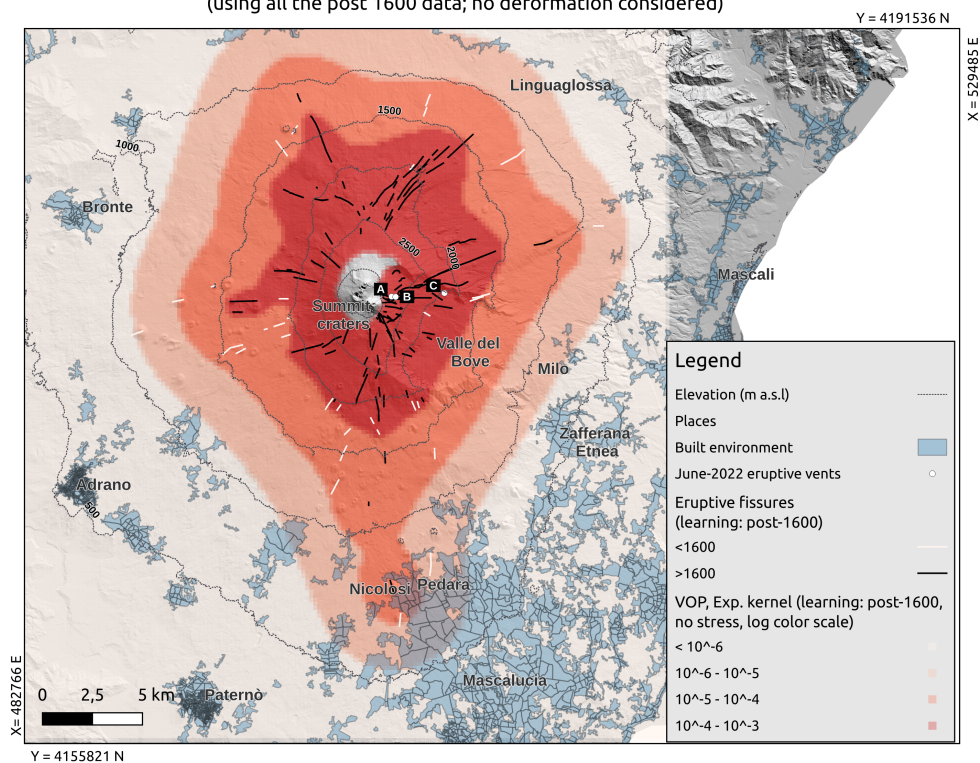 (using all the post 1600 data; no deformation considered)
Y = 4191536 N
X = 529485 E
Linguaglossa
1500
1000
Bronte
2500
2000
Mascali
A
B
C
Summit
craters
Valle del
Bove
Milo
Zafferana
Etnea
Adrano
500
Nicolosi
Pedara
Mascalucia
Paternò
0 2,5 5 km
X= 482766 E
Y = 4155821 N
Legend
Elevation (m a.s.l)
Places
Built environment
June-2022 eruptive vents
Eruptive fissures
(learning: post-1600)
<1600
>1600
VOP, Exp. kernel (learning: post-1600,
no stress, log color scale)
< 10^-6
10^-6 - 10^-5
10^-5 - 10^-4
10^-4 - 10^-3